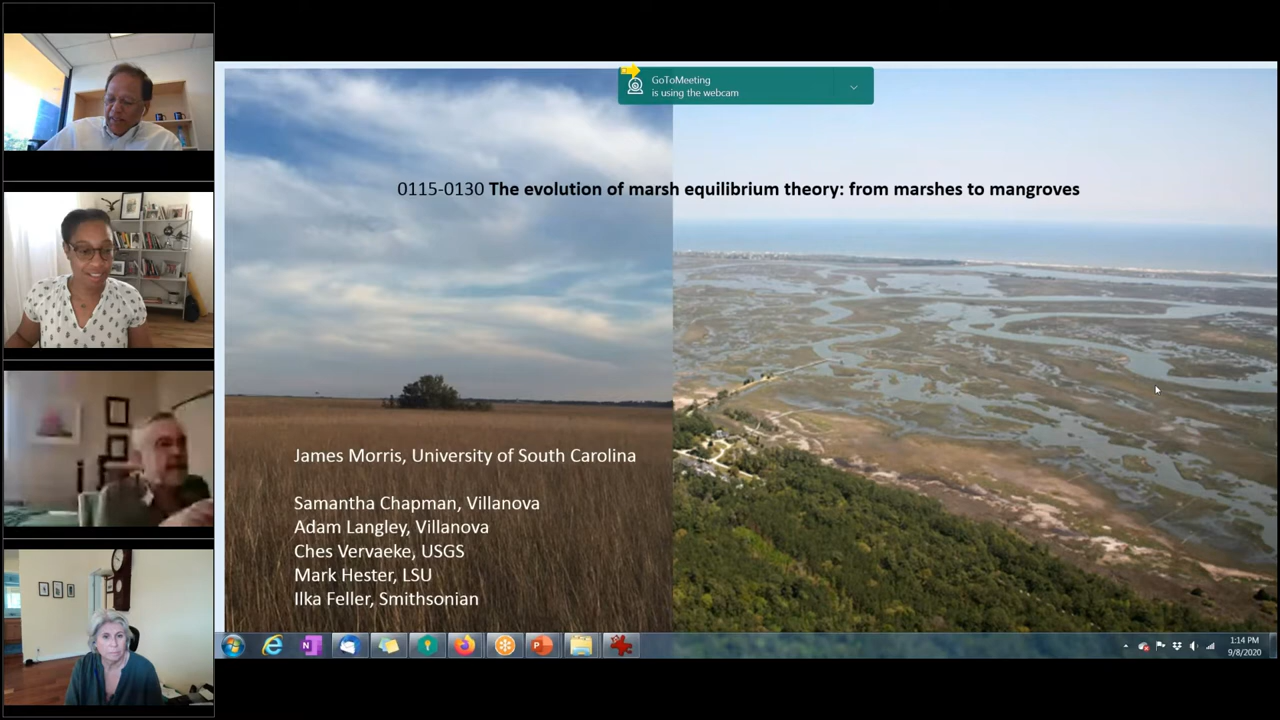 GoToMeeting
is using the webcam
0115-0130 The evolution of marsh equilibrium theory: from marshes to mangroves
James Morris, University of South Carolina
Samantha Chapman, Villanova
Adam Langley, Villanova
Ches Vervaeke, USGS
Mark Hester, LSU
Ilka Feller, Smithsonian
1:14 PM
9/8/2020